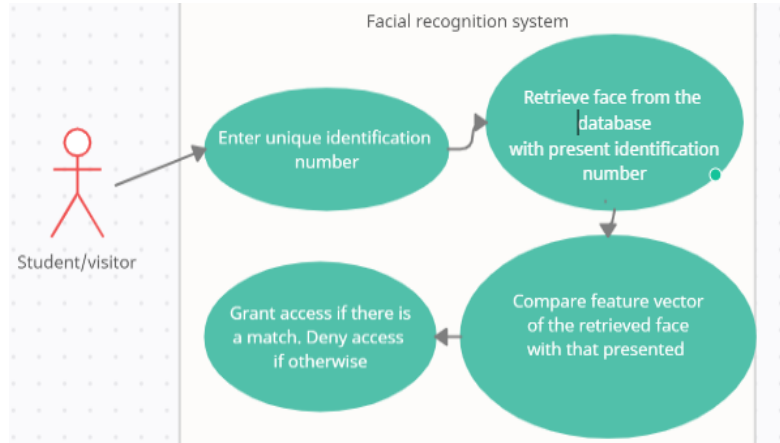 Facial recognition system
Enter unique identification
number
Retrieve face from the
database
with present identification
number
Student/visitor
Grant access if there is
a match. Deny access
if otherwise
Compare feature vector
of the retrieved face
with that presented